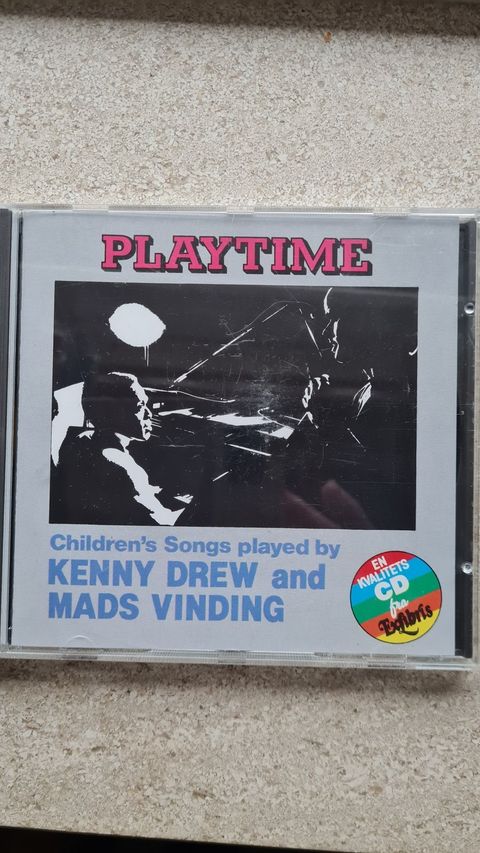 PLAYTIME
Children's Songs played by
KENNY DREW and
MADS VINDING
EN
KVALITETS
CD
fra
Exlibris